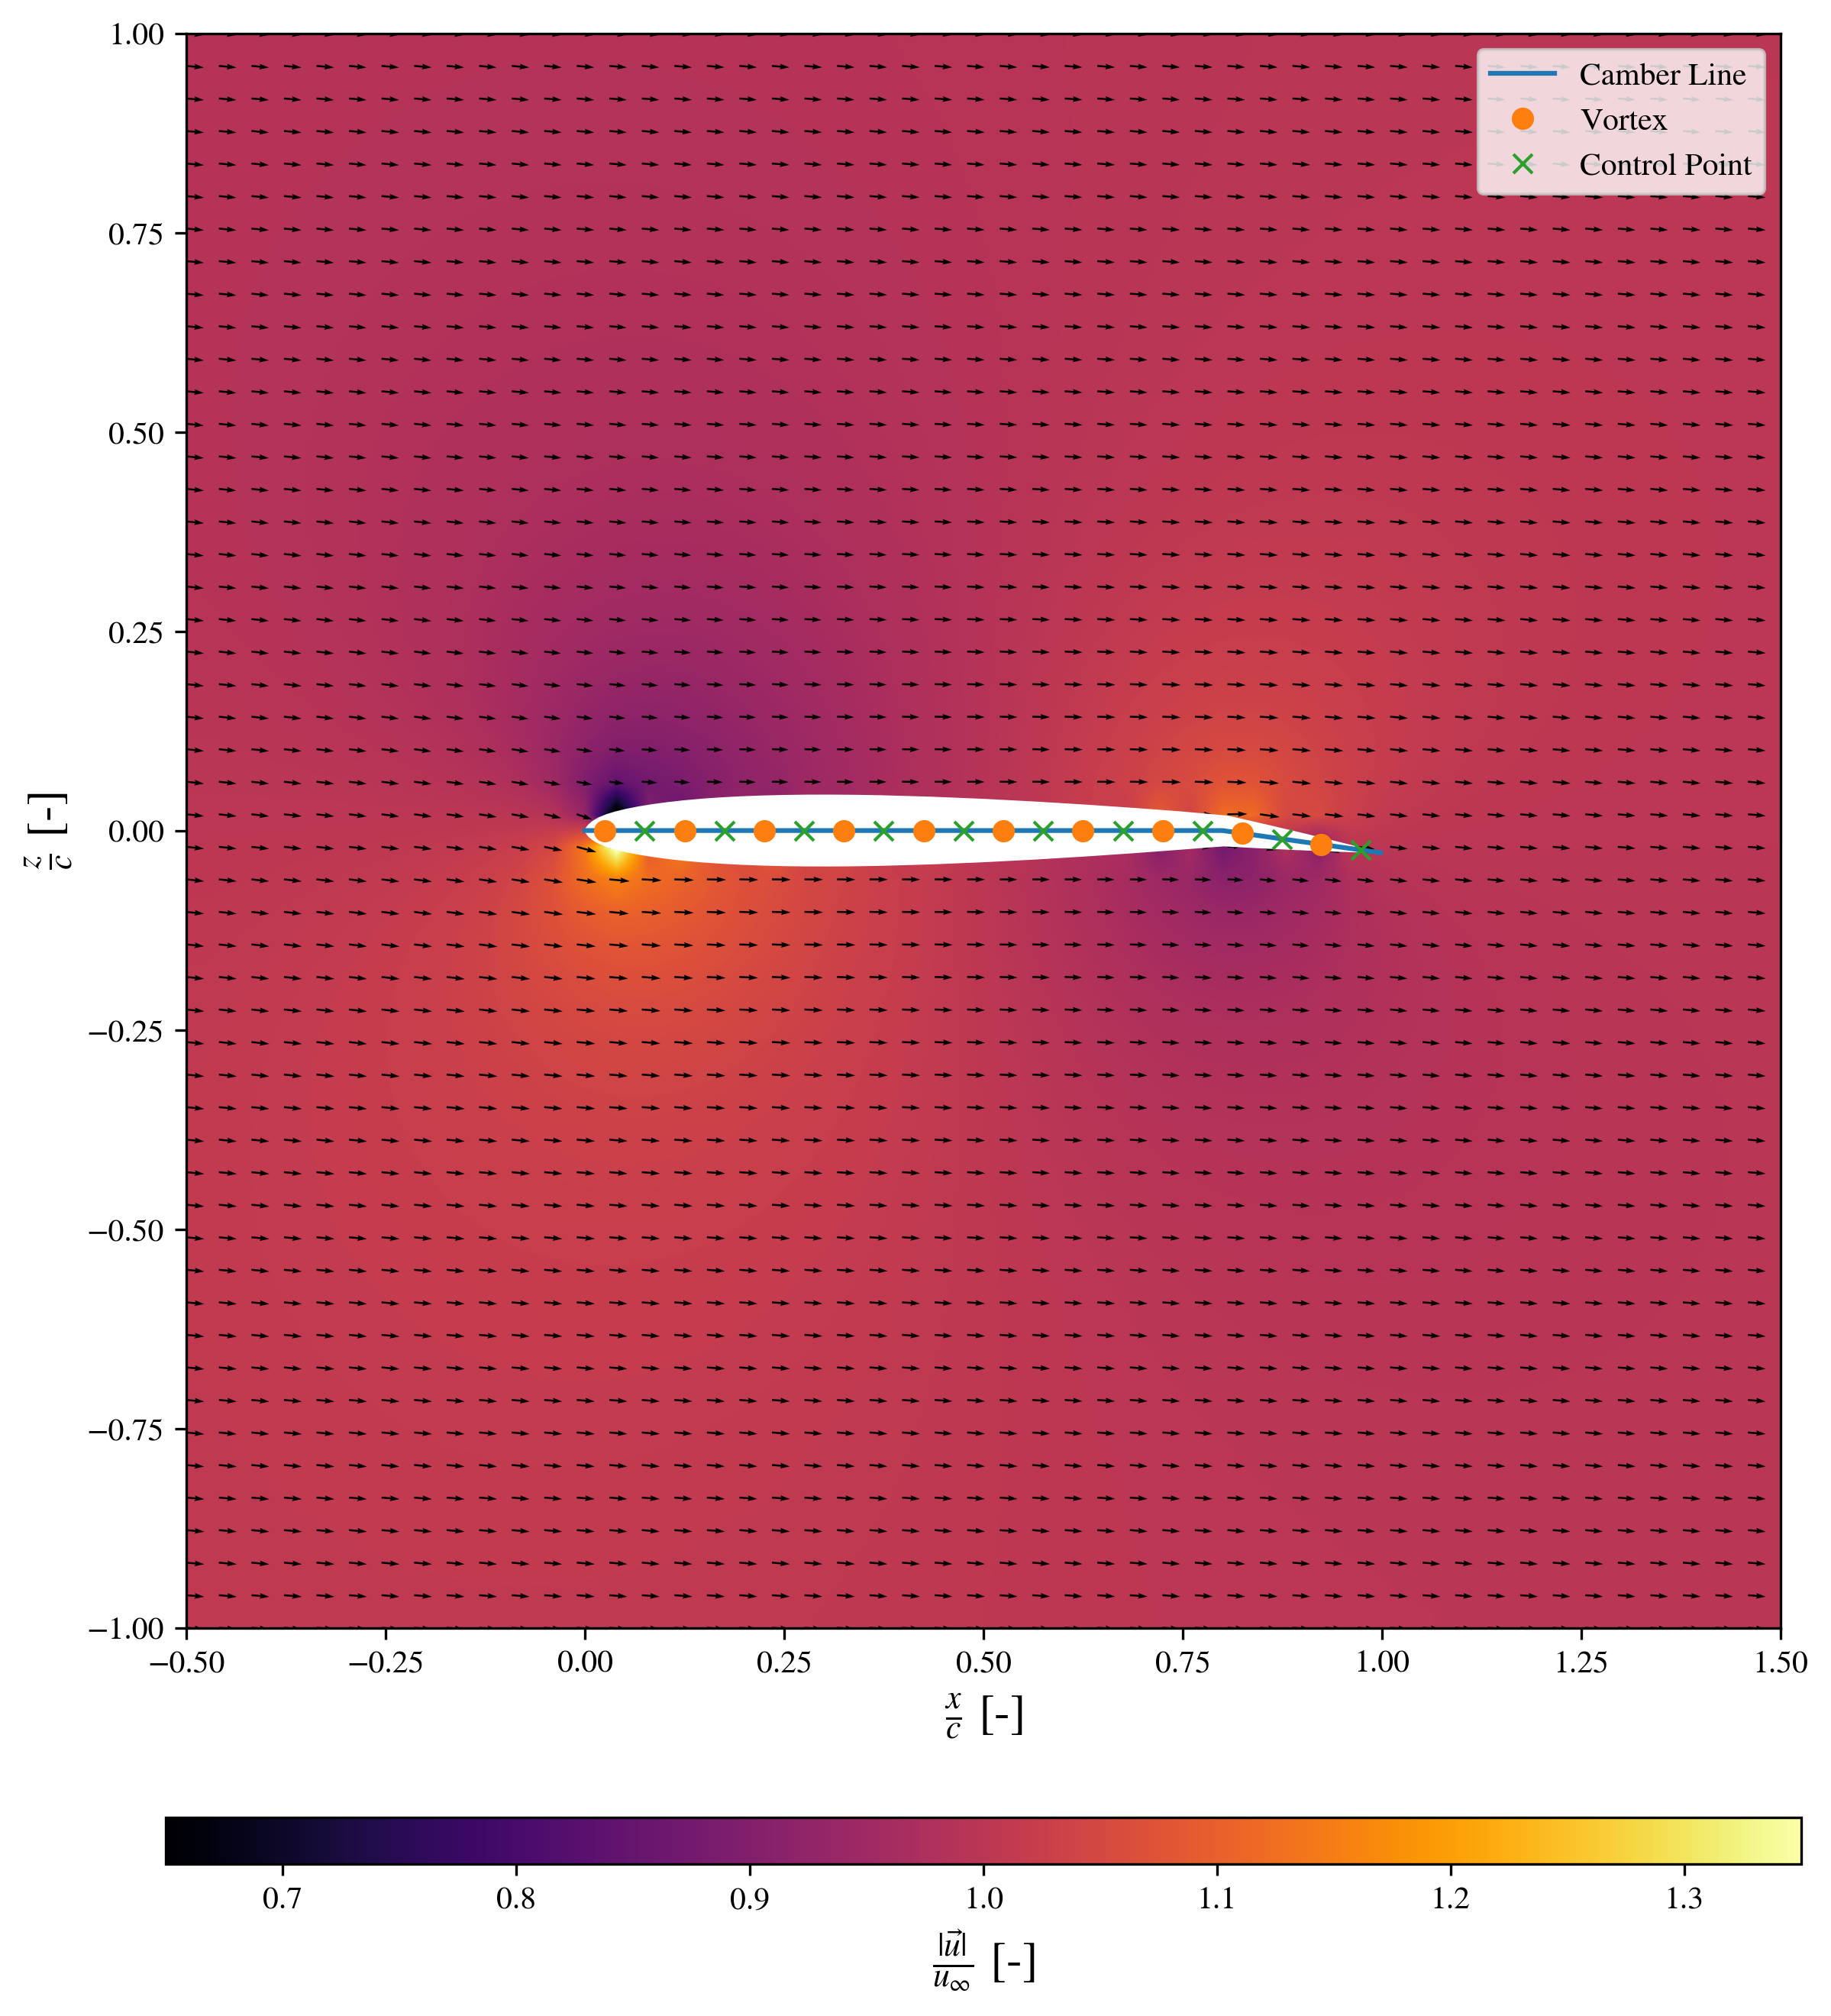 1.00
0.75
0.50
0.25
0.00
−0.25
−0.50
−0.75
−1.00
z/c [-]
Camber Line
Vortex
Control Point
−0.50 −0.25 0.00 0.25 0.50 0.75 1.00 1.25 1.50
x/c [-]
0.7 0.8 0.9 1.0 1.1 1.2 1.3
|u⃗|/u∞ [-]